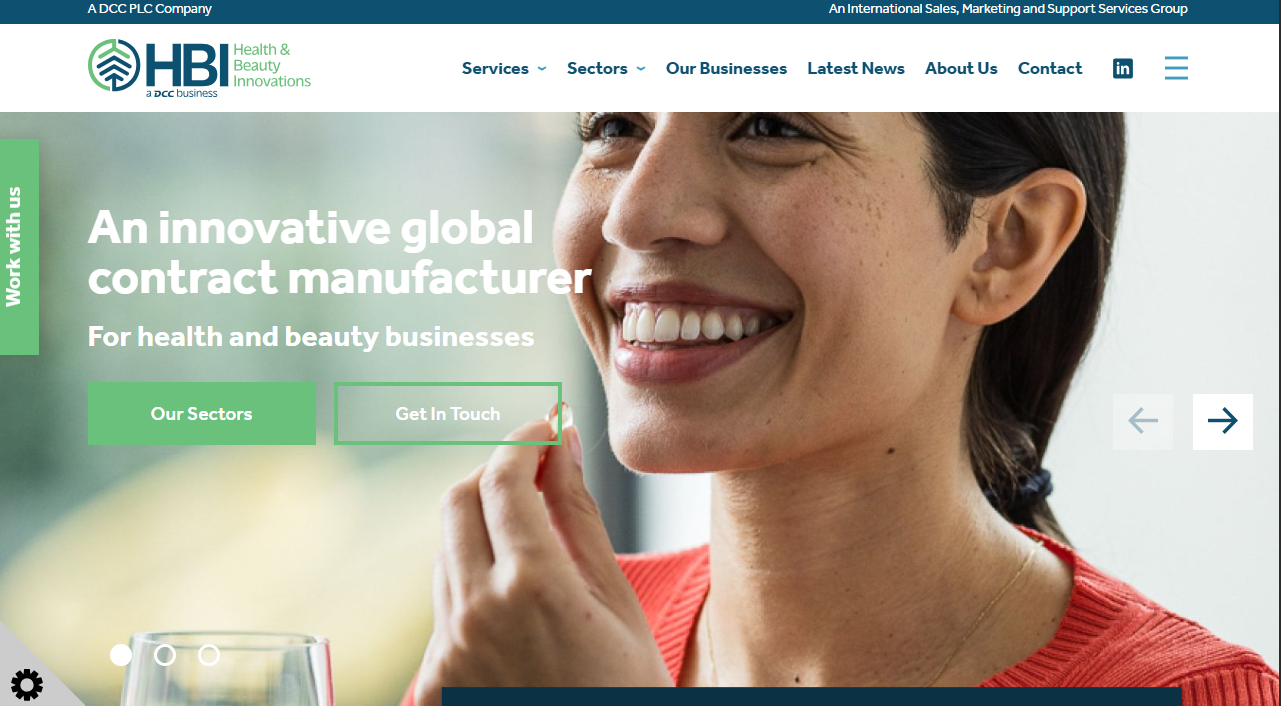 A DCC PLC Company
An International Sales, Marketing and Support Services Group
HBI
Health &
Beauty
Innovations
a DCC business
Services
Sectors
Our Businesses
Latest News
About Us
Contact
in
Work with us
An innovative global
contract manufacturer
For health and beauty businesses
Our Sectors
Get In Touch